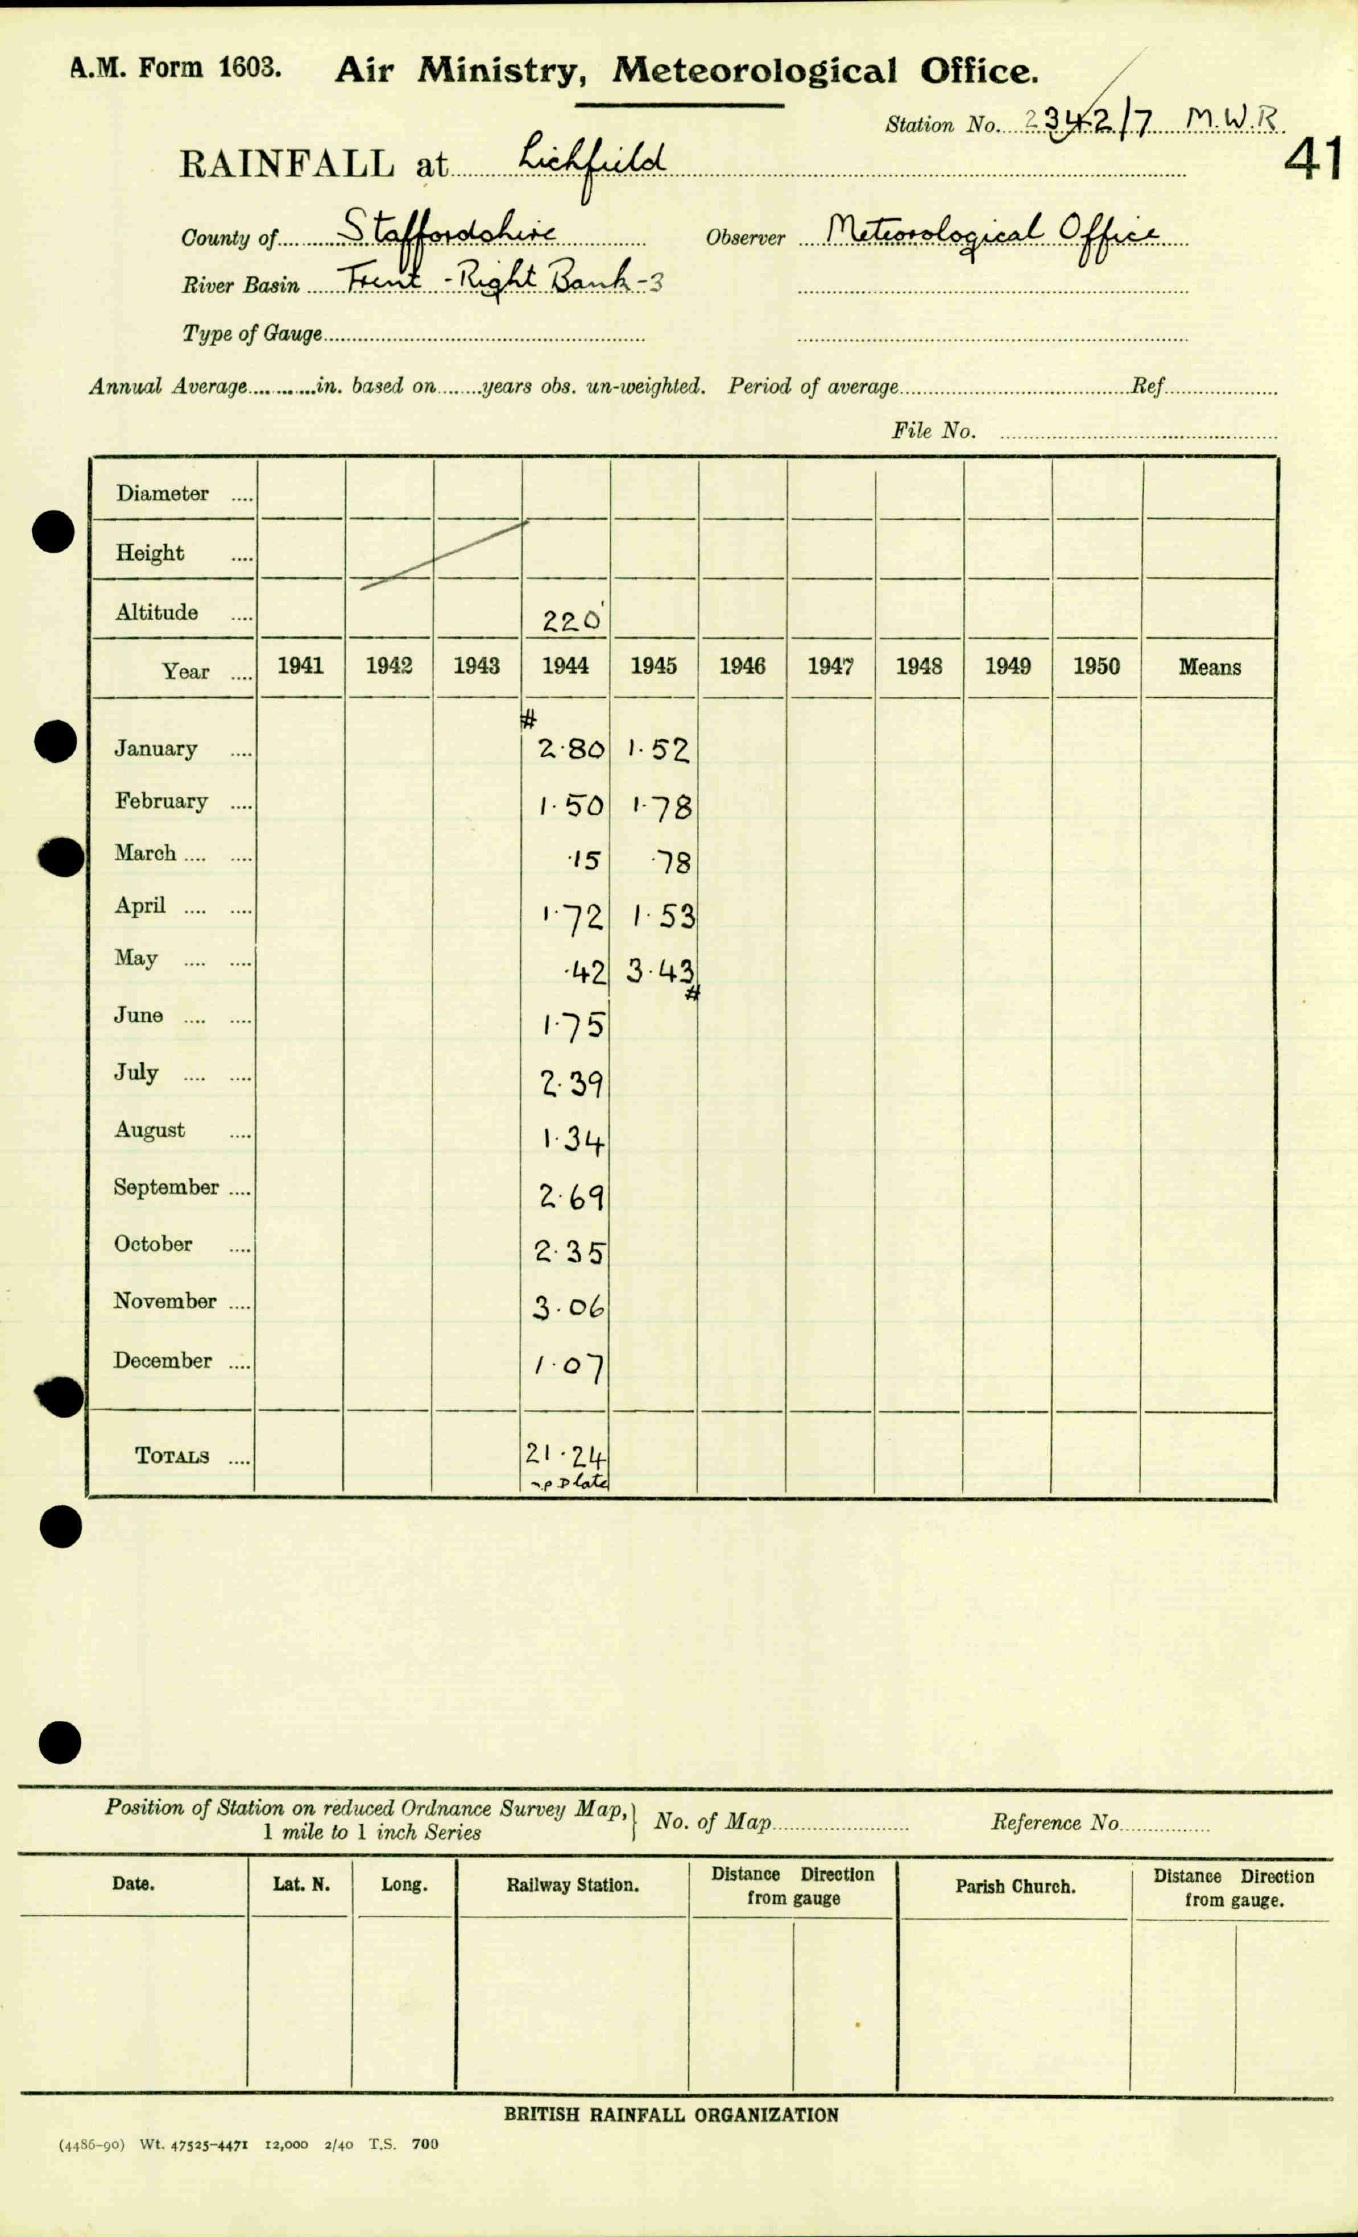 A.M. Form 1603. Air Ministry, Meteorological Office.
Station No. 2342/7 M.W.R.
41
RAINFALL at Lichfield
County of Staffordshire Observer Meteorological Office
River Basin Trent - Right Bank - 3
Type of Gauge
Annual Average in. based on years obs. un-weighted. Period of average Ref
File No.
Diameter
Height
Altitude 220'
Year 1941 1942 1943 1944 1945 1946 1947 1948 1949 1950 Means
#
January 2.80 1.52
February 1.50 1.78
March .15 .78
April 1.72 1.53
May .42 3.43
#
June 1.75
July 2.39
August 1.34
September 2.69
October 2.35
November 3.06
December 1.07
TOTALS 21.24
late
Position of Station on reduced Ordnance Survey Map, } No. of Map Reference No.
1 mile to 1 inch Series
Date. Lat. N. Long. Railway Station. Distance Direction from gauge Parish Church. Distance Direction from gauge.
BRITISH RAINFALL ORGANIZATION
(4486-90) Wt. 47525-4471 12,000 2/40 T.S. 700